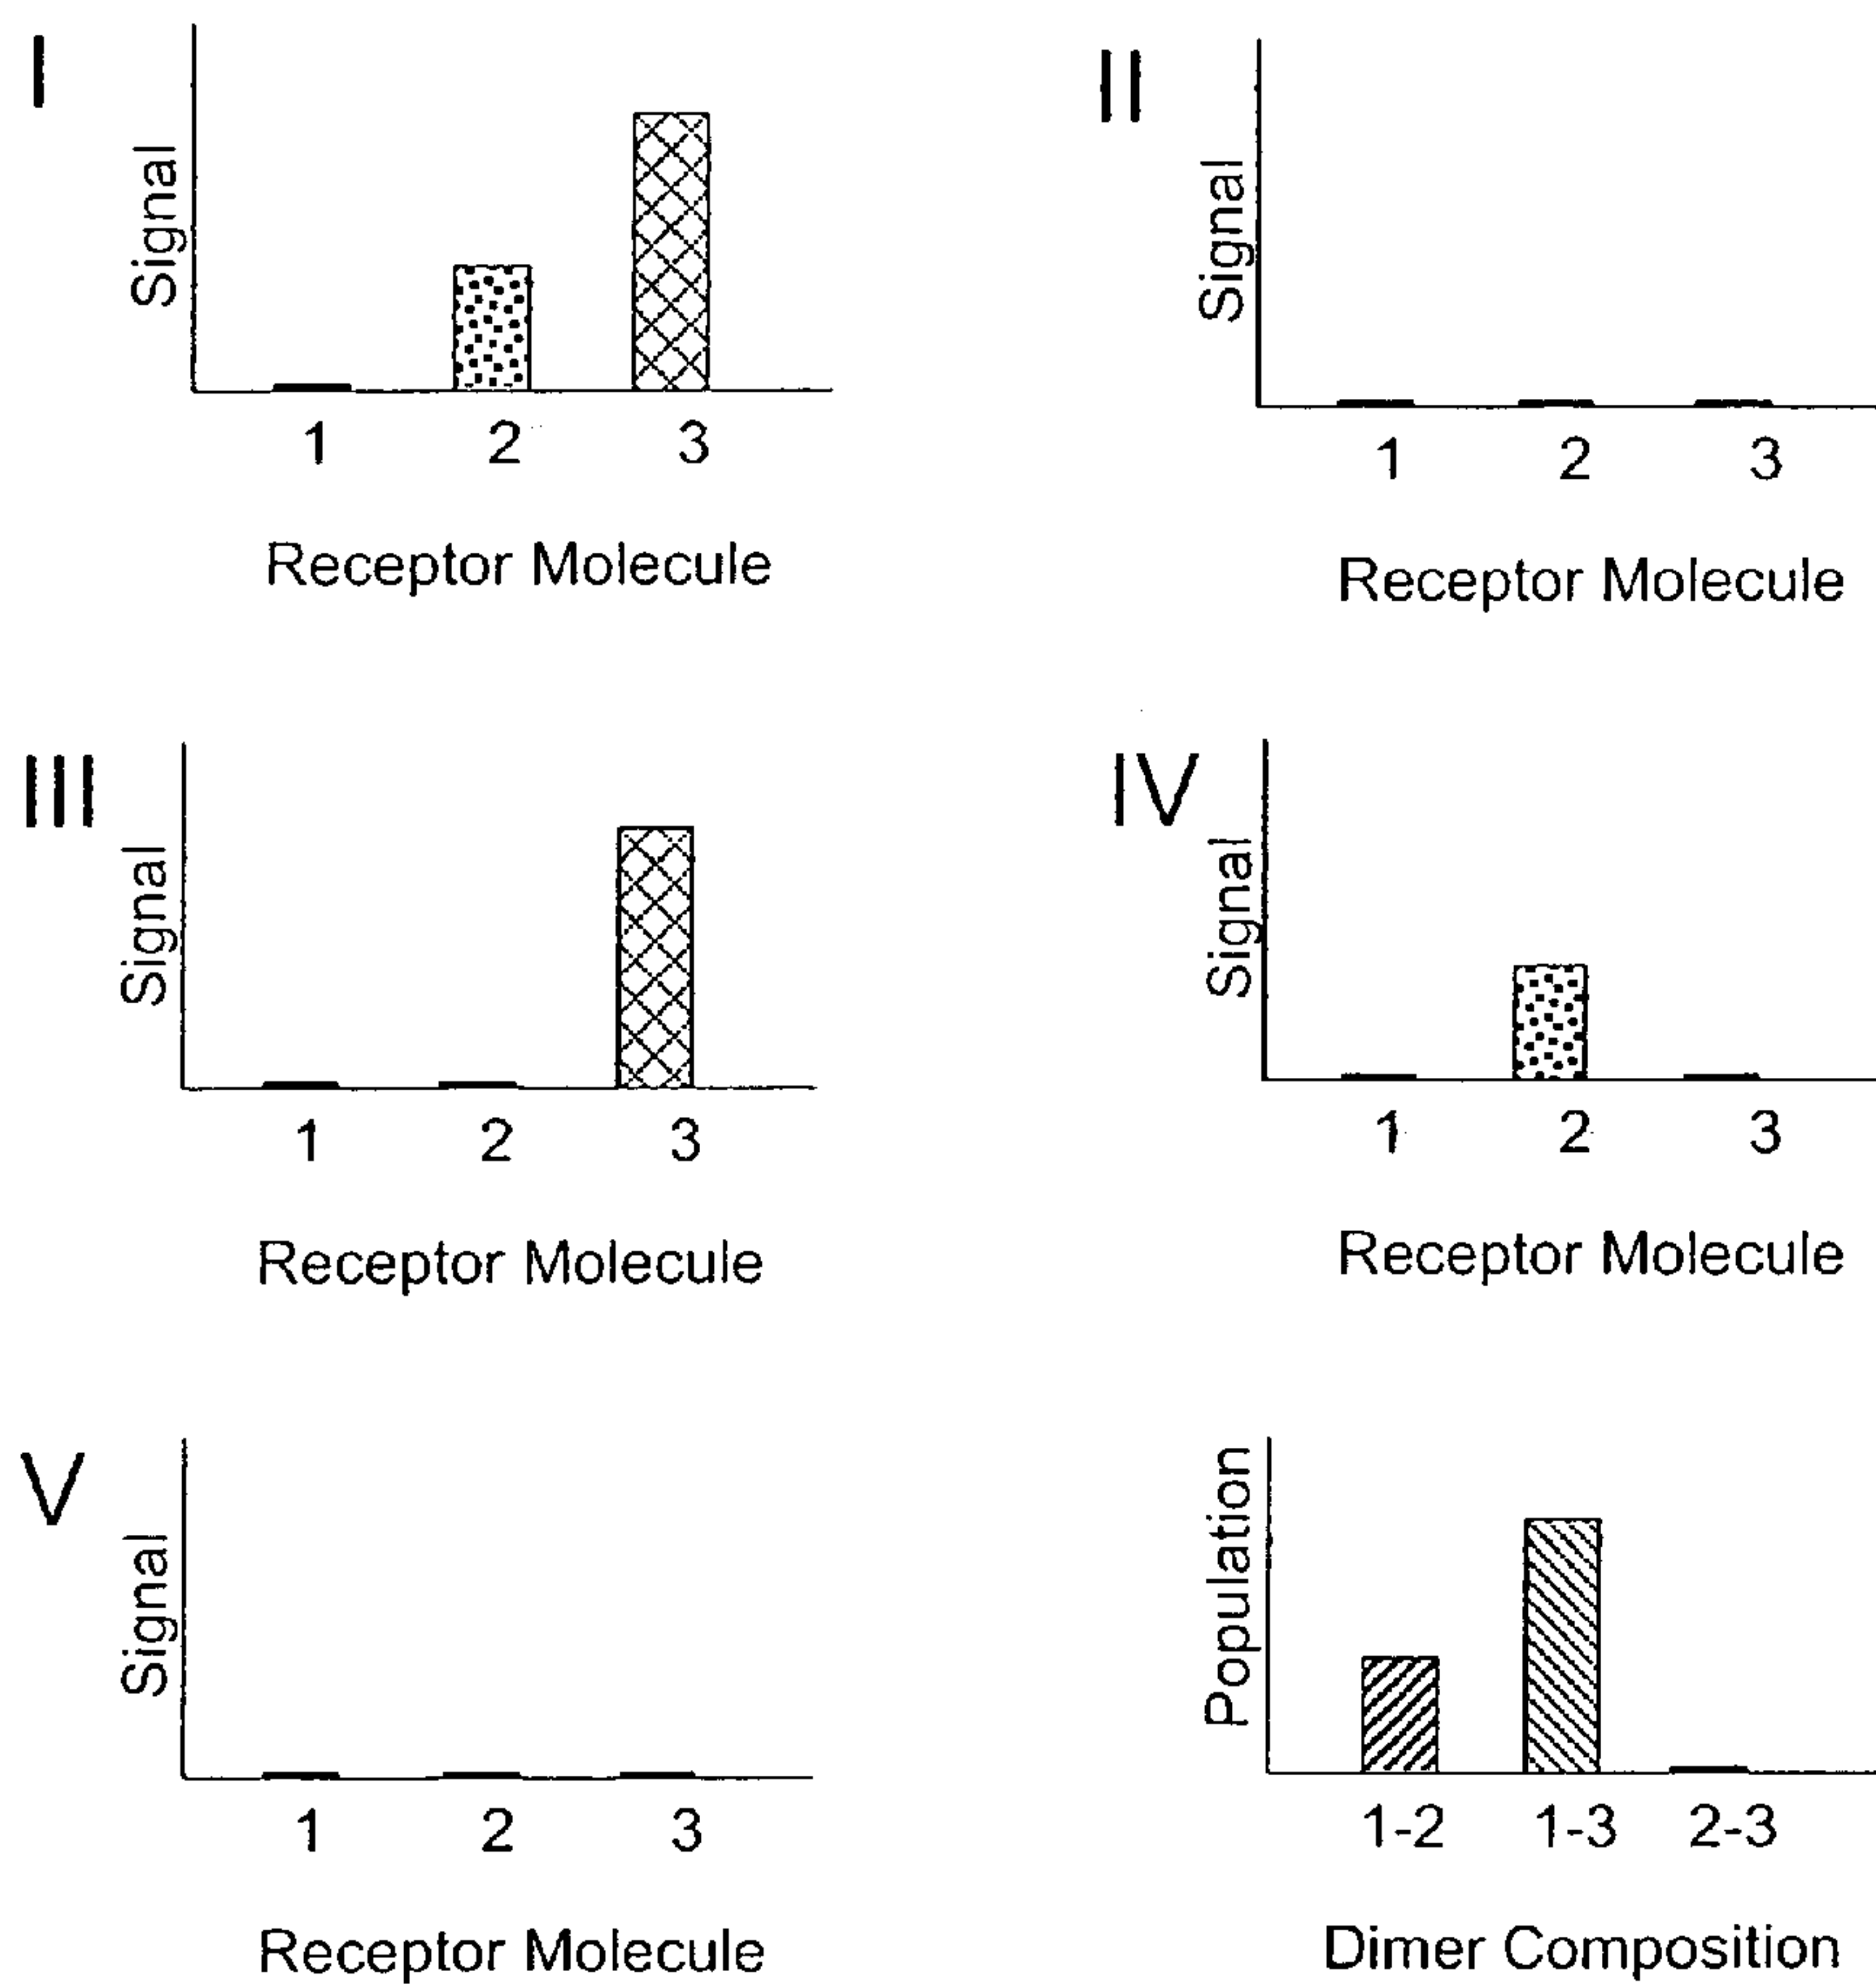 I
Signal
1 2 3
Receptor Molecule
II
Signal
1 2 3
Receptor Molecule
III
Signal
1 2 3
Receptor Molecule
IV
Signal
1 2 3
Receptor Molecule
V
Signal
1 2 3
Receptor Molecule
Population
1-2 1-3 2-3
Dimer Composition